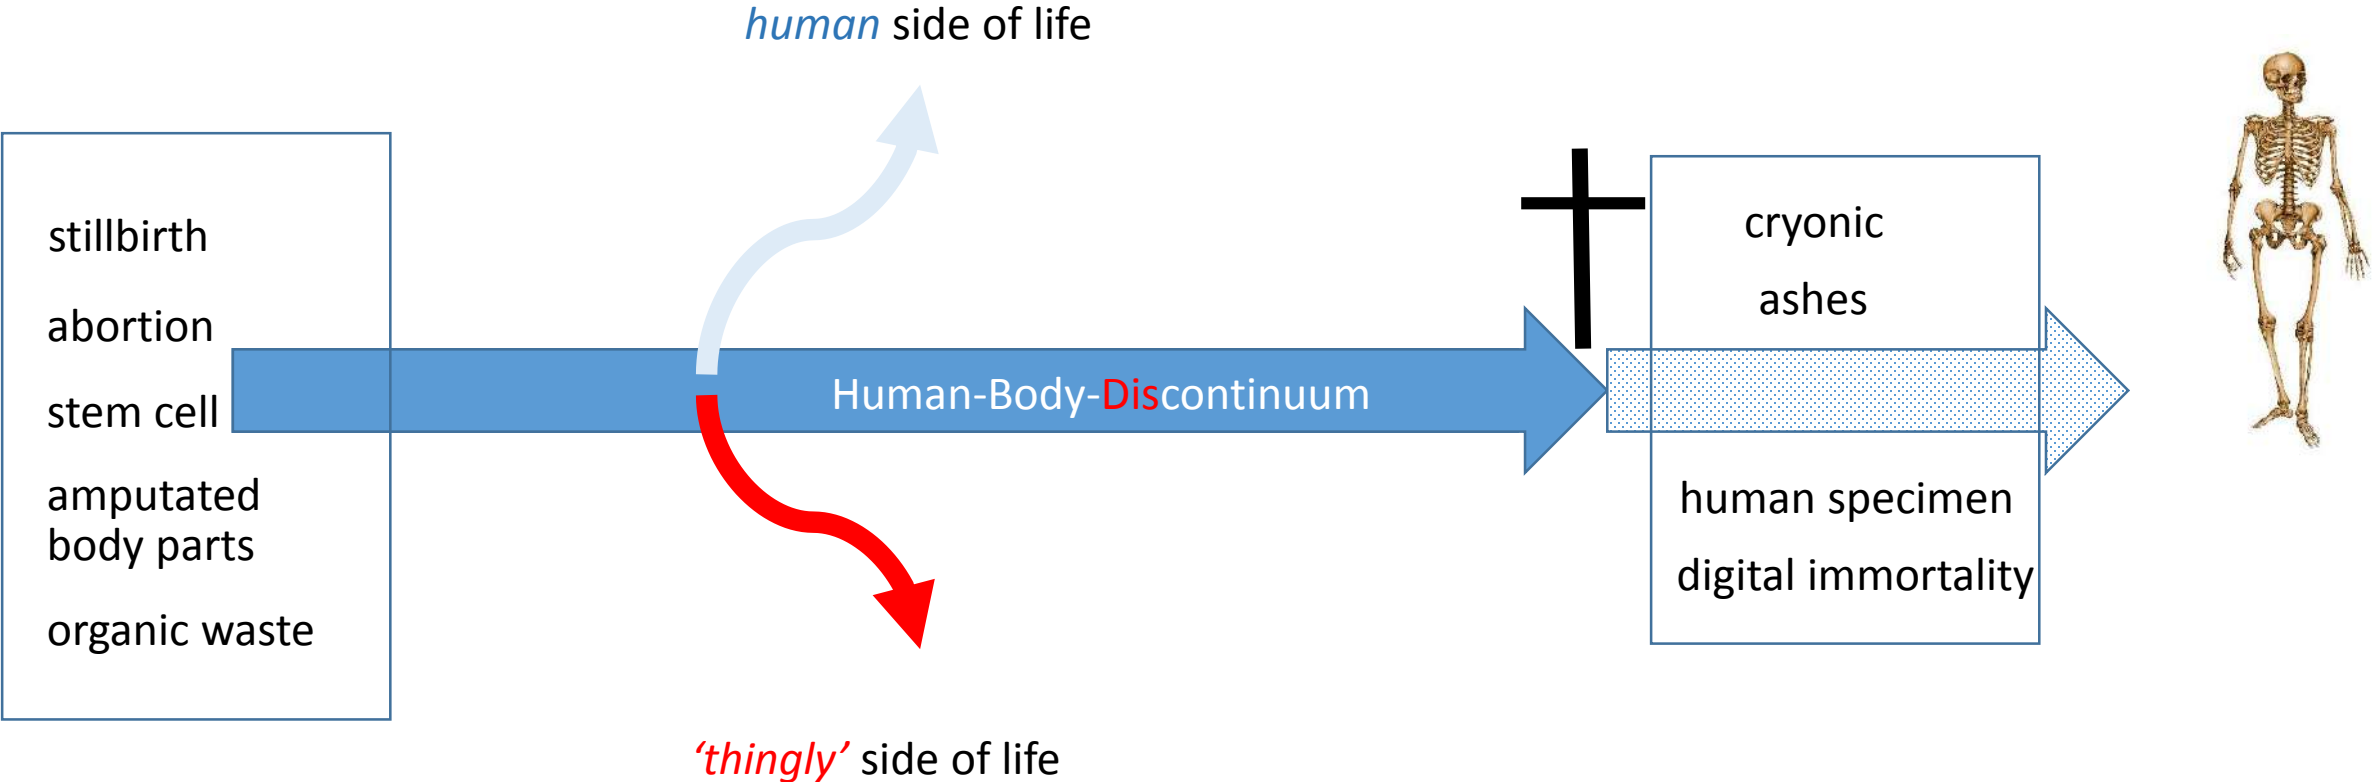 human side of life
stillbirth
abortion
stem cell
amputated
body parts
organic waste
Human-Body-Discontinuum
‘thingly’ side of life
cryonic
ashes
human specimen
digital immortality